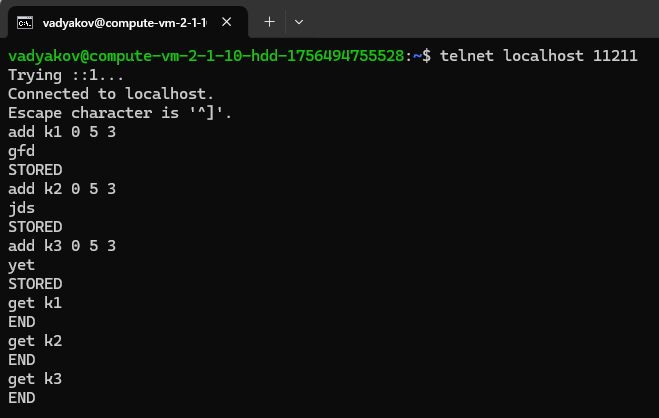 vadyakov@compute-vm-2-1-1
vadyakov@compute-vm-2-1-10-hdd-1756494755528:~$ telnet localhost 11211
Trying ::1...
Connected to localhost.
Escape character is '^]'.
add k1 0 5 3
gfd
STORED
add k2 0 5 3
jds
STORED
add k3 0 5 3
yet
STORED
get k1
END
get k2
END
get k3
END